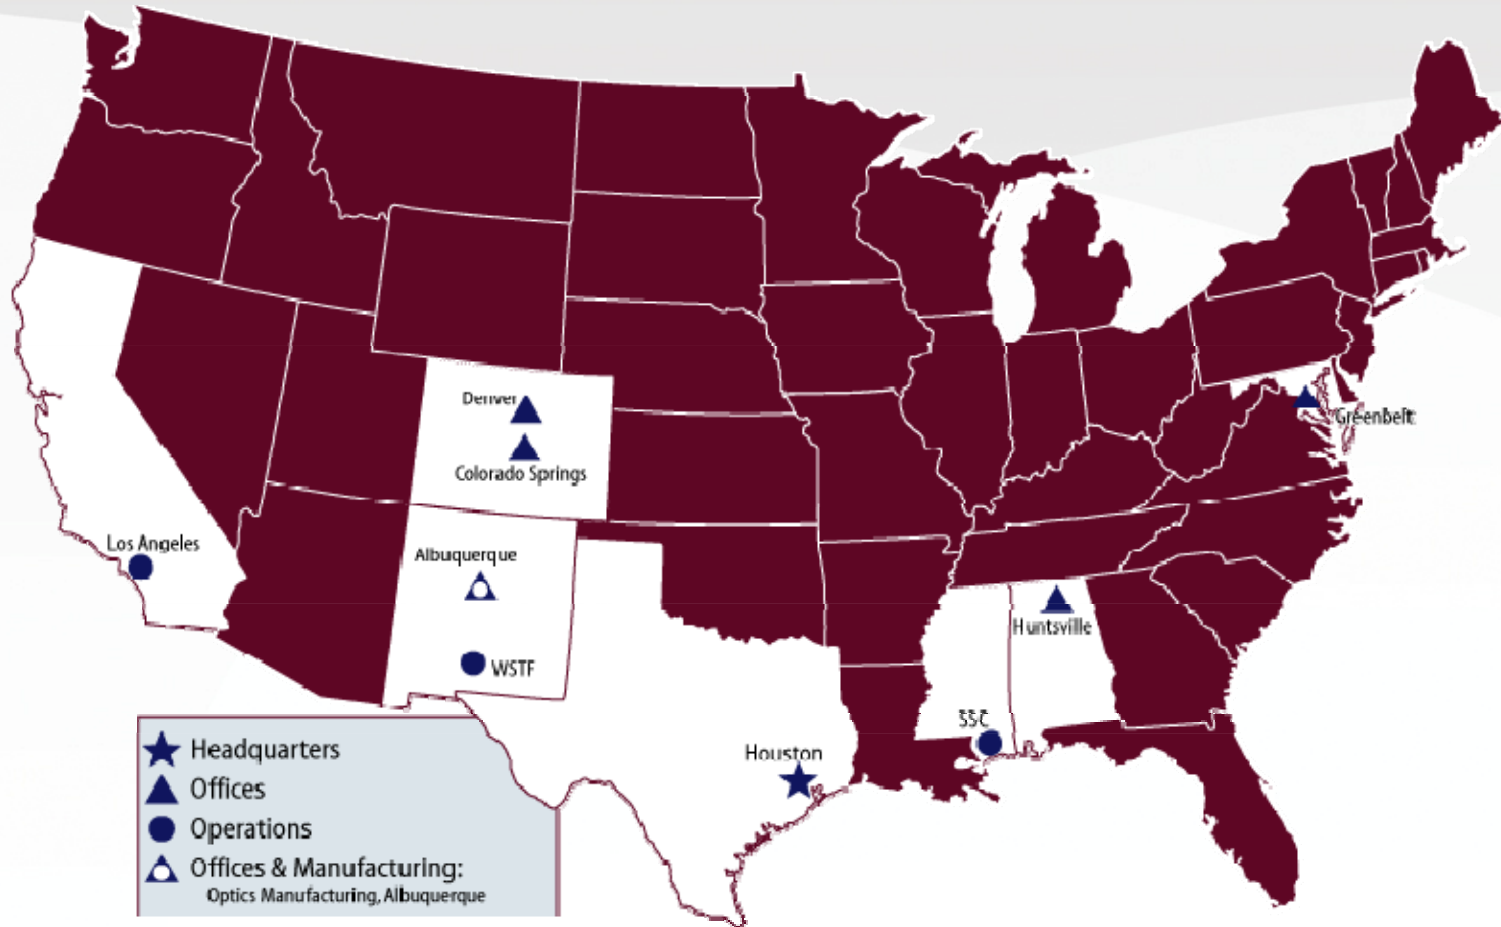 Denver
Colorado Springs
Greenbelt
Los Angeles
Albuquerque
WSTF
Huntsville
SSC
Houston
Headquarters
Offices
Operations
Offices & Manufacturing:
Optics Manufacturing, Albuquerque